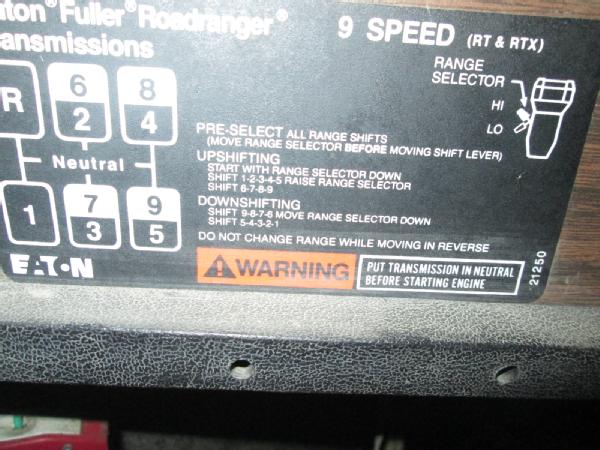 Fuller® Roadranger® 9 SPEED (RT & RTX)
RANGE
SELECTOR
HI
LO
R 6 8
2 4
Neutral
1 7 9
3 5
PRE-SELECT ALL RANGE SHIFTS
(MOVE RANGE SELECTOR BEFORE MOVING SHIFT LEVER)
UPSHIFTING
START WITH RANGE SELECTOR DOWN
SHIFT 1-2-3-4-5 RAISE RANGE SELECTOR
SHIFT 6-7-8-9
DOWNSHIFTING
SHIFT 9-8-7-6 MOVE RANGE SELECTOR DOWN
SHIFT 5-4-3-2-1
DO NOT CHANGE RANGE WHILE MOVING IN REVERSE
EATON
WARNING
PUT TRANSMISSION IN NEUTRAL
BEFORE STARTING ENGINE
21250